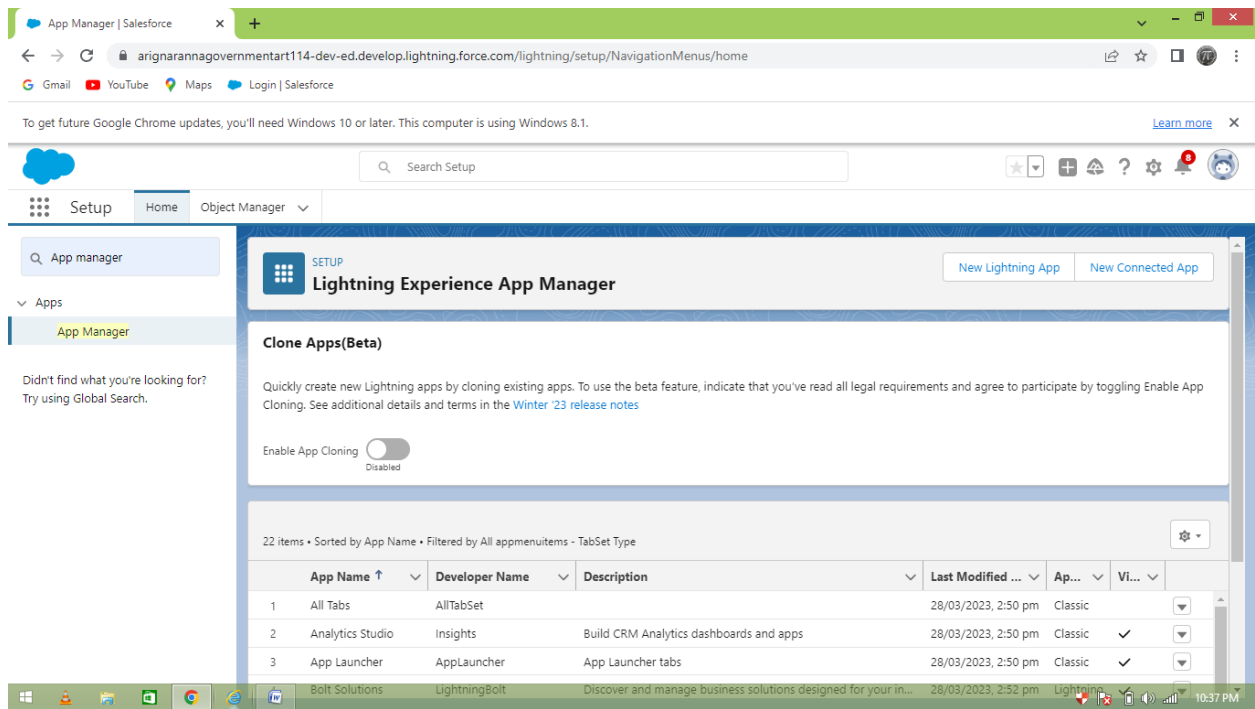 App Manager | Salesforce
arignarannagovernmentart114-dev-ed.develop.lightning.force.com/lightning/setup/NavigationMenus/home
Gmail YouTube Maps Login | Salesforce
To get future Google Chrome updates, you'll need Windows 10 or later. This computer is using Windows 8.1. Learn more
Search Setup
8
Setup Home Object Manager
App manager
Apps
App Manager
Didn't find what you're looking for?
Try using Global Search.
SETUP
Lightning Experience App Manager
New Lightning App New Connected App
Clone Apps(Beta)
Quickly create new Lightning apps by cloning existing apps. To use the beta feature, indicate that you've read all legal requirements and agree to participate by toggling Enable App
Cloning. See additional details and terms in the Winter '23 release notes
Enable App Cloning
Disabled
22 items • Sorted by App Name • Filtered by All appmenuitems - TabSet Type
App Name ↑ Developer Name Description Last Modified ... Ap... Vi...
1 All Tabs AllTabSet 28/03/2023, 2:50 pm Classic
2 Analytics Studio Insights Build CRM Analytics dashboards and apps 28/03/2023, 2:50 pm Classic
3 App Launcher AppLauncher App Launcher tabs 28/03/2023, 2:50 pm Classic
Bolt Solutions LightningBolt Discover and manage business solutions designed for your in... 28/03/2023, 2:52 pm Lightning
10:37 PM